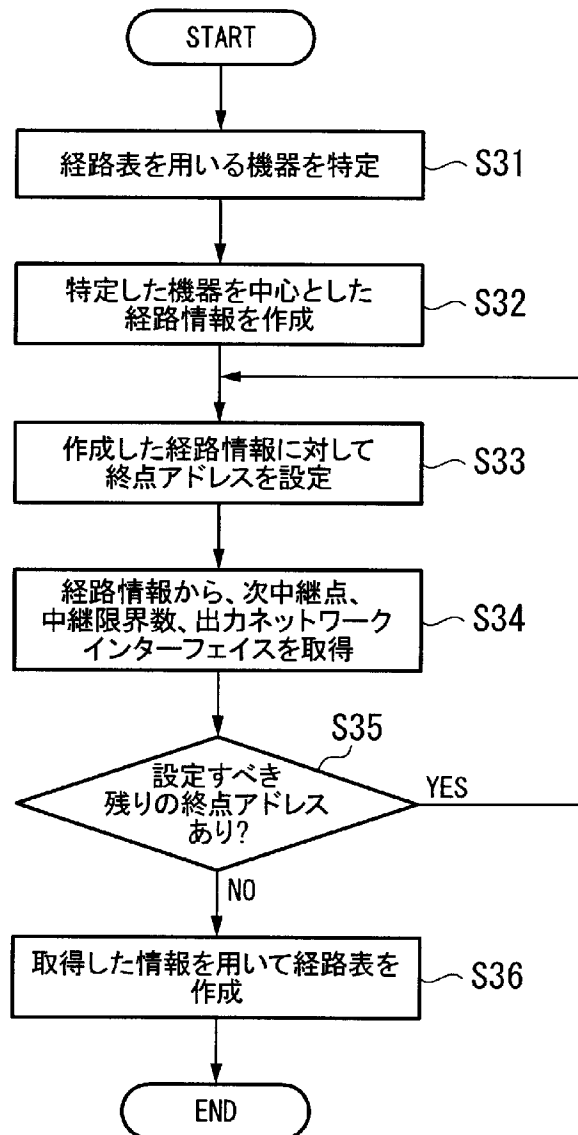 START
経路表を用いる機器を特定
S31
特定した機器を中心とした
経路情報を作成
S32
作成した経路情報に対して
終点アドレスを設定
S33
経路情報から、次中継点、
中継限界数、出力ネットワーク
インターフェイスを取得
S34
S35
設定すべき
残りの終点アドレス
あり?
YES
NO
取得した情報を用いて経路表を
作成
S36
END